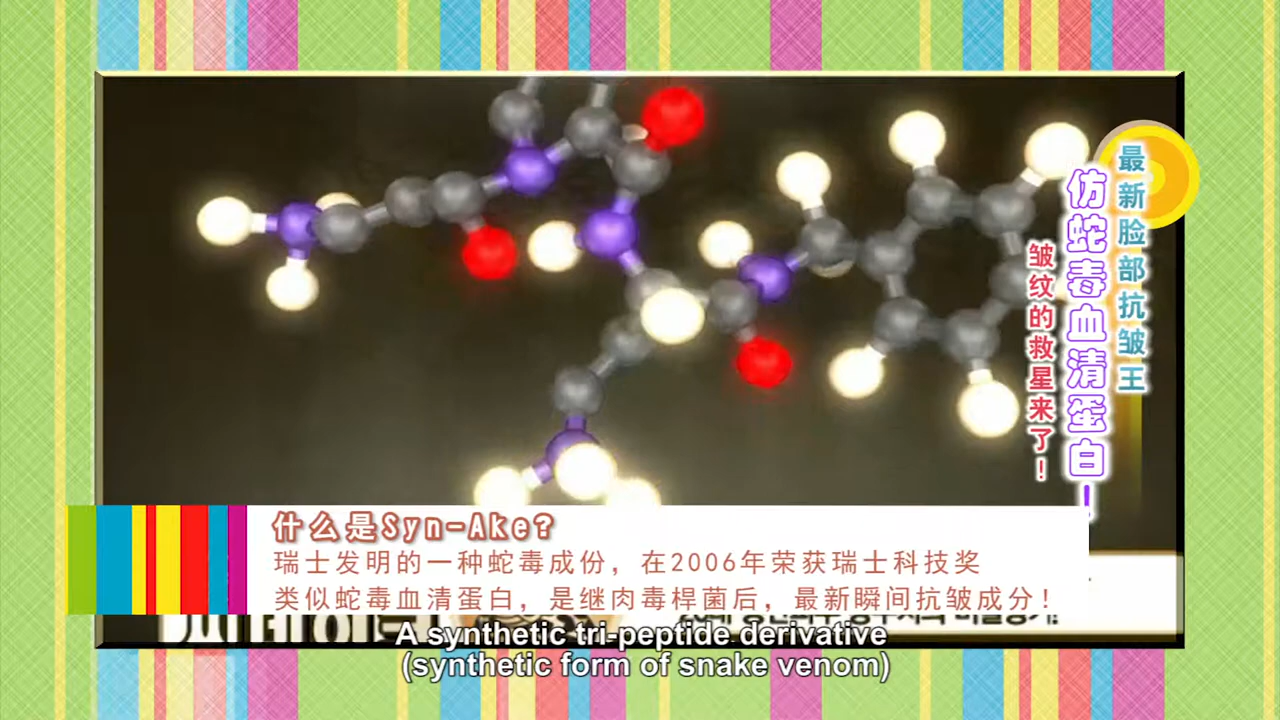 最新脸部抗皱王
仿蛇毒血清蛋白!
皱纹的救星来了!
什么是Syn-Ake?
瑞士发明的一种蛇毒成份，在2006年荣获瑞士科技奖
类似蛇毒血清蛋白，是继肉毒桿菌后，最新瞬间抗皱成分!
A synthetic tri-peptide derivative
(synthetic form of snake venom)